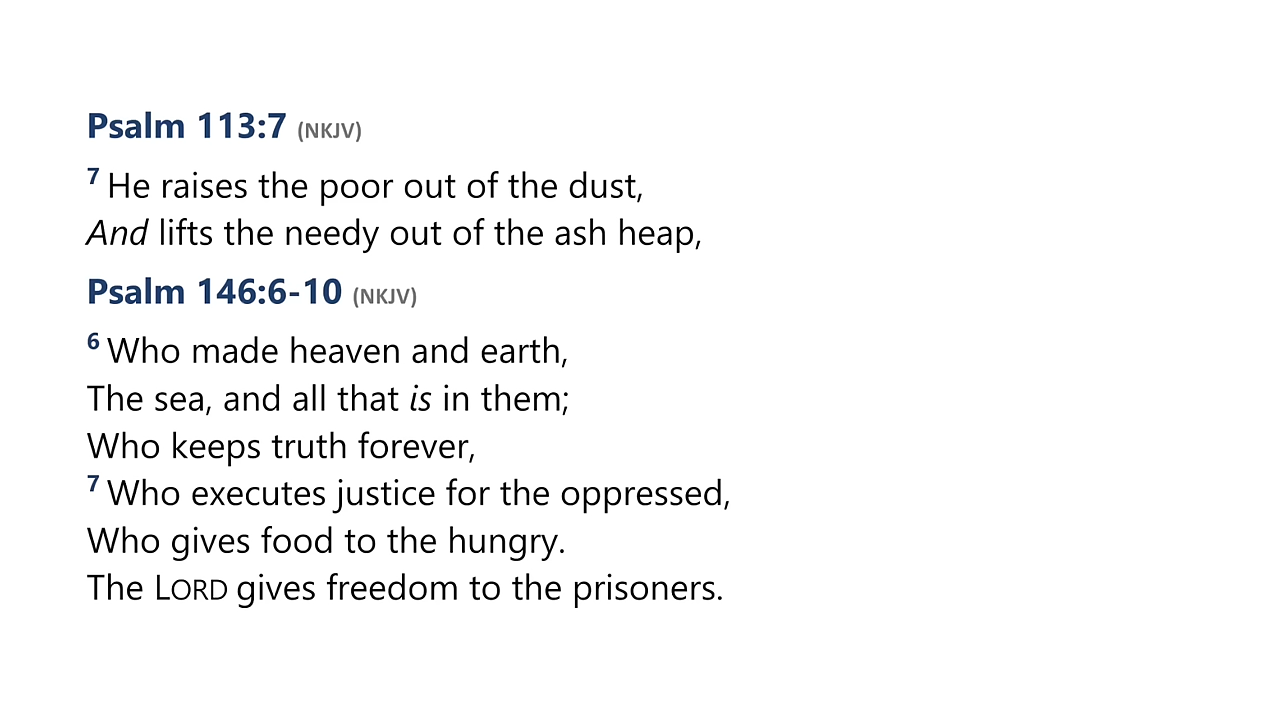 Psalm 113:7 (NKJV)
7 He raises the poor out of the dust,
And lifts the needy out of the ash heap,
Psalm 146:6-10 (NKJV)
6 Who made heaven and earth,
The sea, and all that is in them;
Who keeps truth forever,
7 Who executes justice for the oppressed,
Who gives food to the hungry.
The LORD gives freedom to the prisoners.